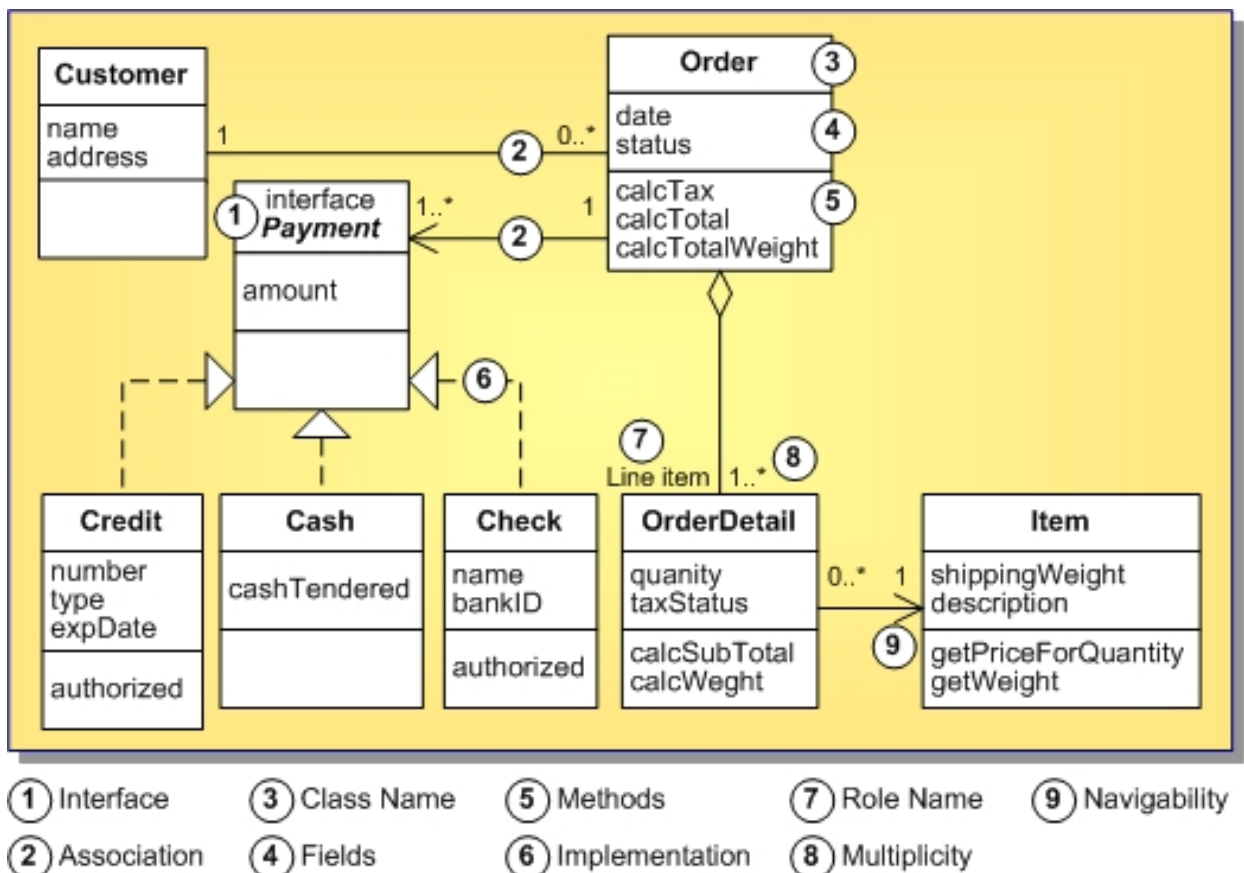 Customer
name
address
1
2
0..*
Order
3
date
status
4
calcTax
calcTotal
calcTotalWeight
5
1
interface
Payment
amount
1..*
2
1
6
7
Line item
1..*
8
Credit
number
type
expDate
authorized
Cash
cashTendered
Check
name
bankID
authorized
OrderDetail
quanity
taxStatus
calcSubTotal
calcWeght
0..*
1
9
Item
shippingWeight
description
getPriceForQuantity
getWeight
1 Interface
3 Class Name
5 Methods
7 Role Name
9 Navigability
2 Association
4 Fields
6 Implementation
8 Multiplicity